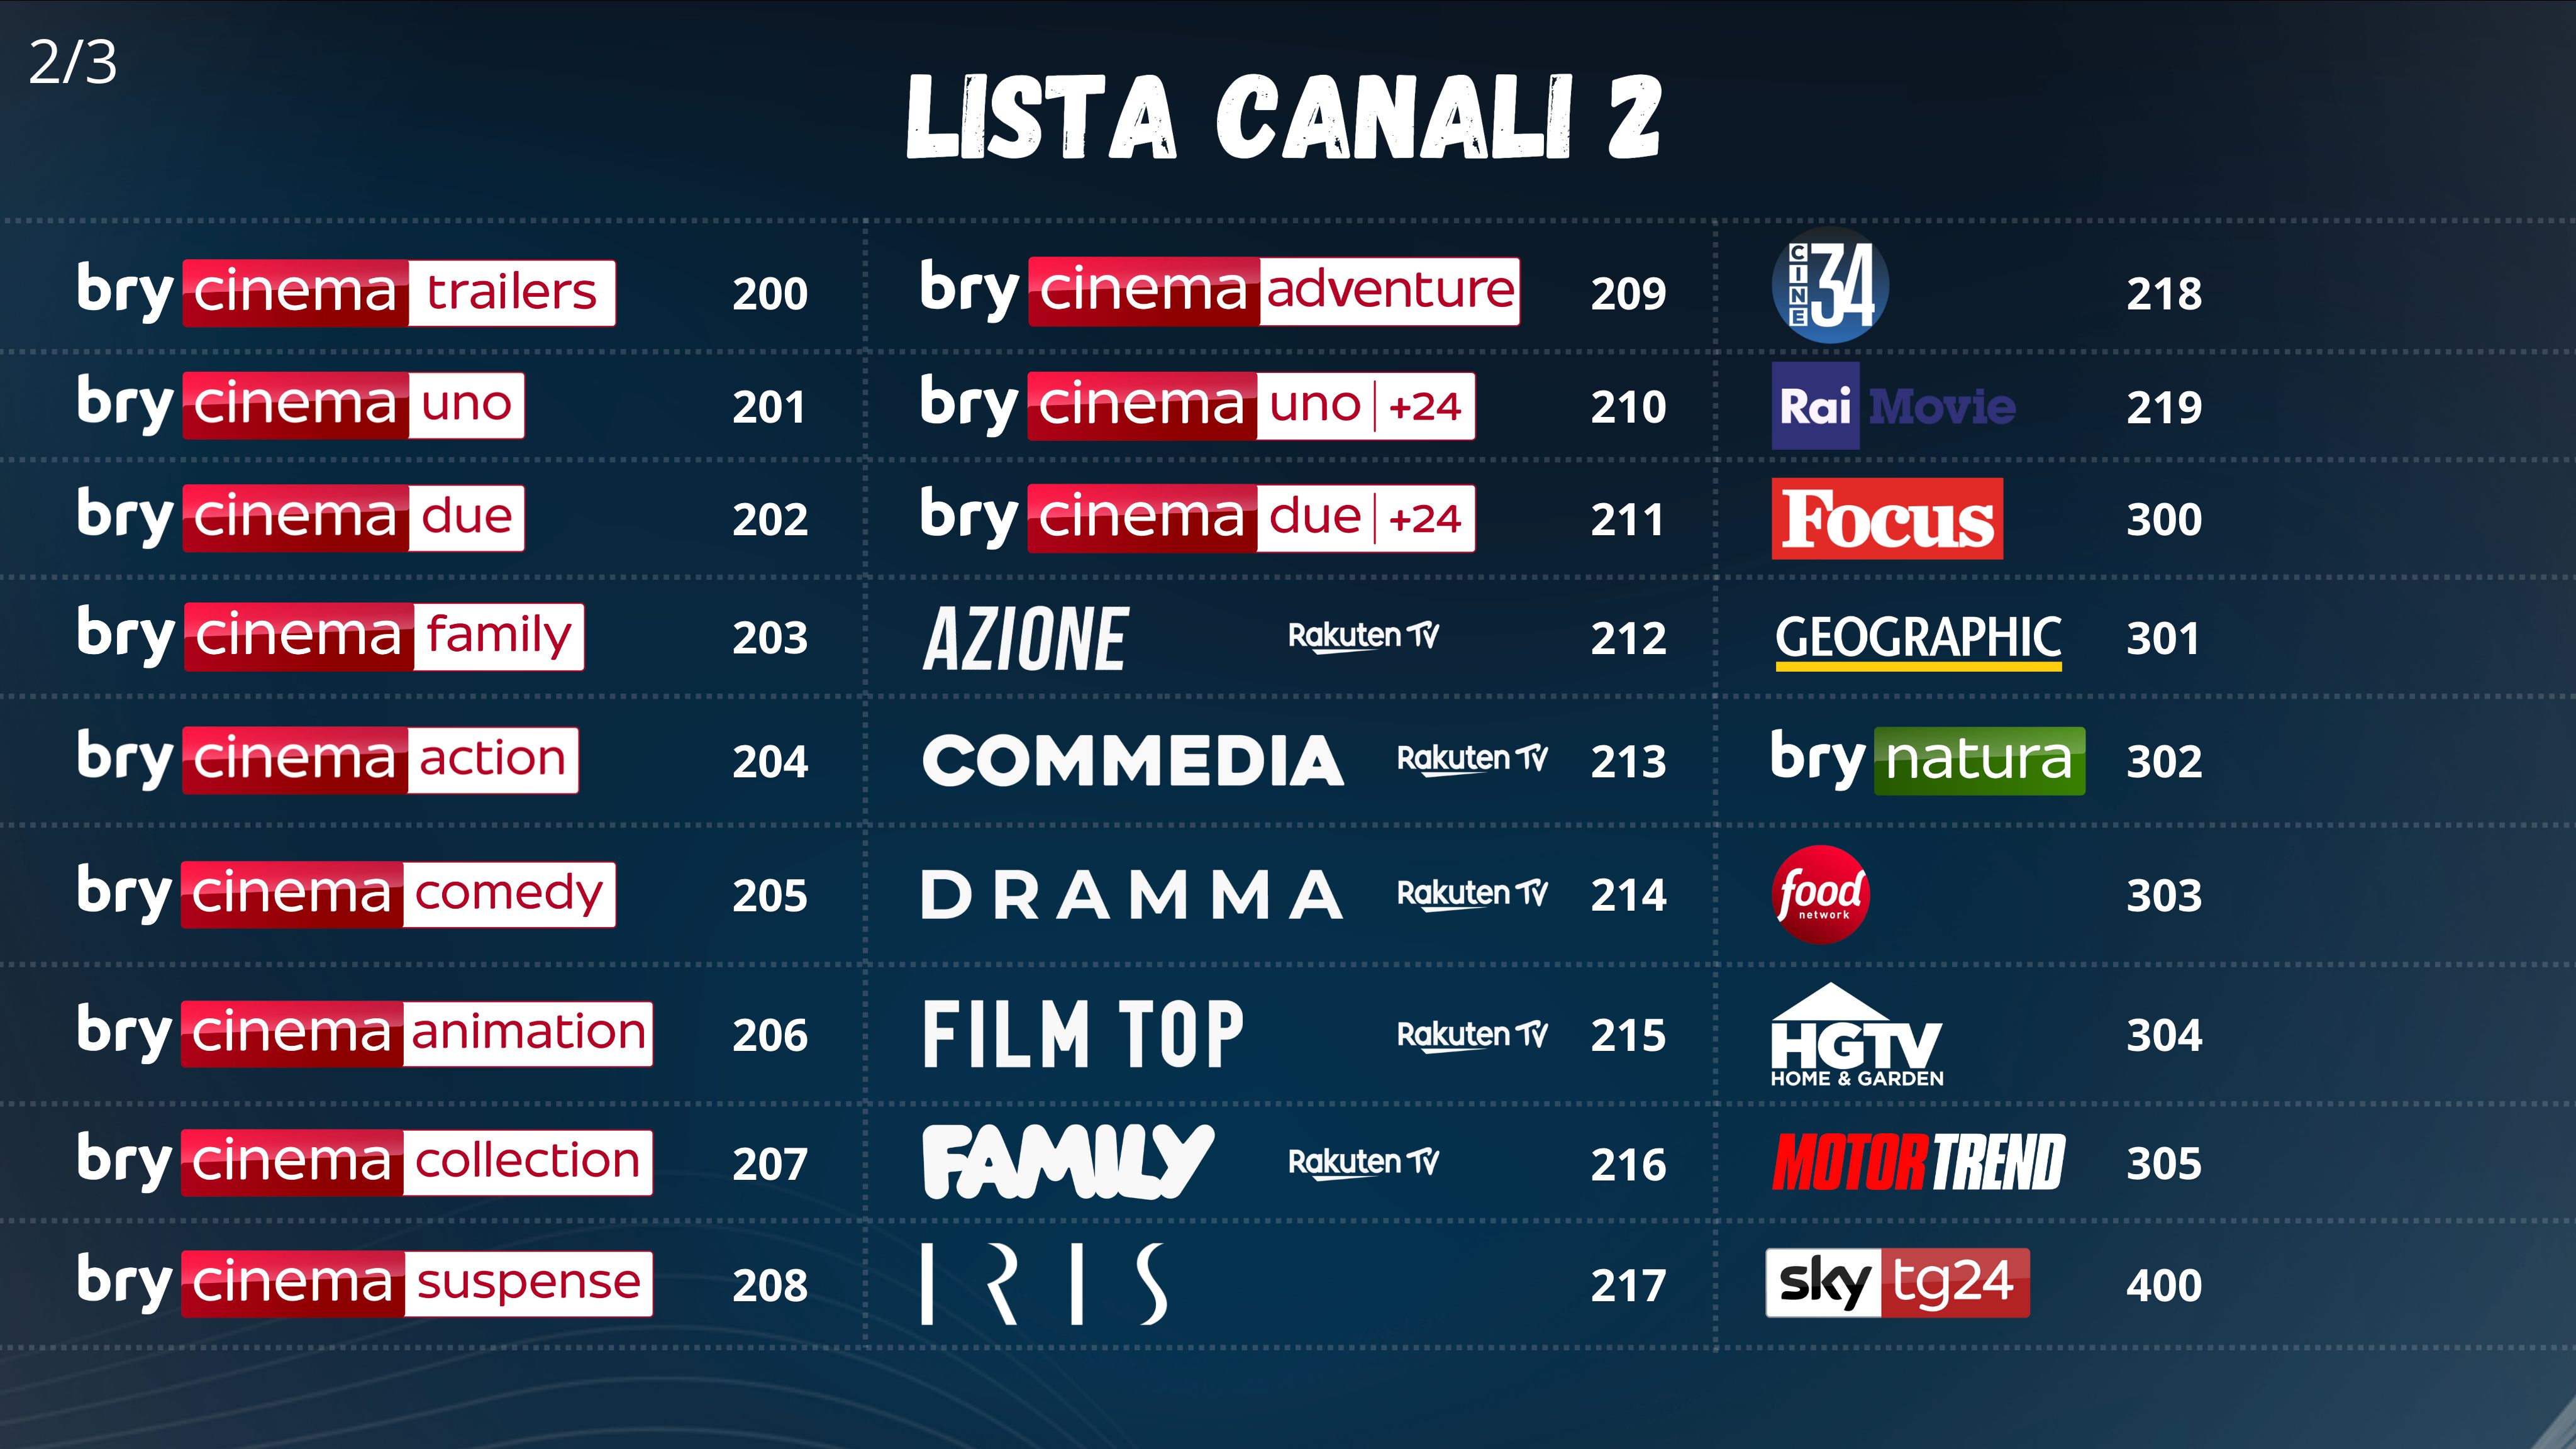 2/3
LISTA CANALI 2
bry cinema trailers 200
bry cinema uno 201
bry cinema due 202
bry cinema family 203
bry cinema action 204
bry cinema comedy 205
bry cinema animation 206
bry cinema collection 207
bry cinema suspense 208
bry cinema adventure 209
bry cinema uno | +24 210
bry cinema due | +24 211
AZIONE Rakuten TV 212
COMMEDIA Rakuten TV 213
DRAMMA Rakuten TV 214
FILM TOP Rakuten TV 215
FAMILY Rakuten TV 216
IRIS 217
CINE 34 218
Rai Movie 219
Focus 300
GEOGRAPHIC 301
bry natura 302
food network 303
HGTV
HOME & GARDEN 304
MOTOR TREND 305
sky tg24 400